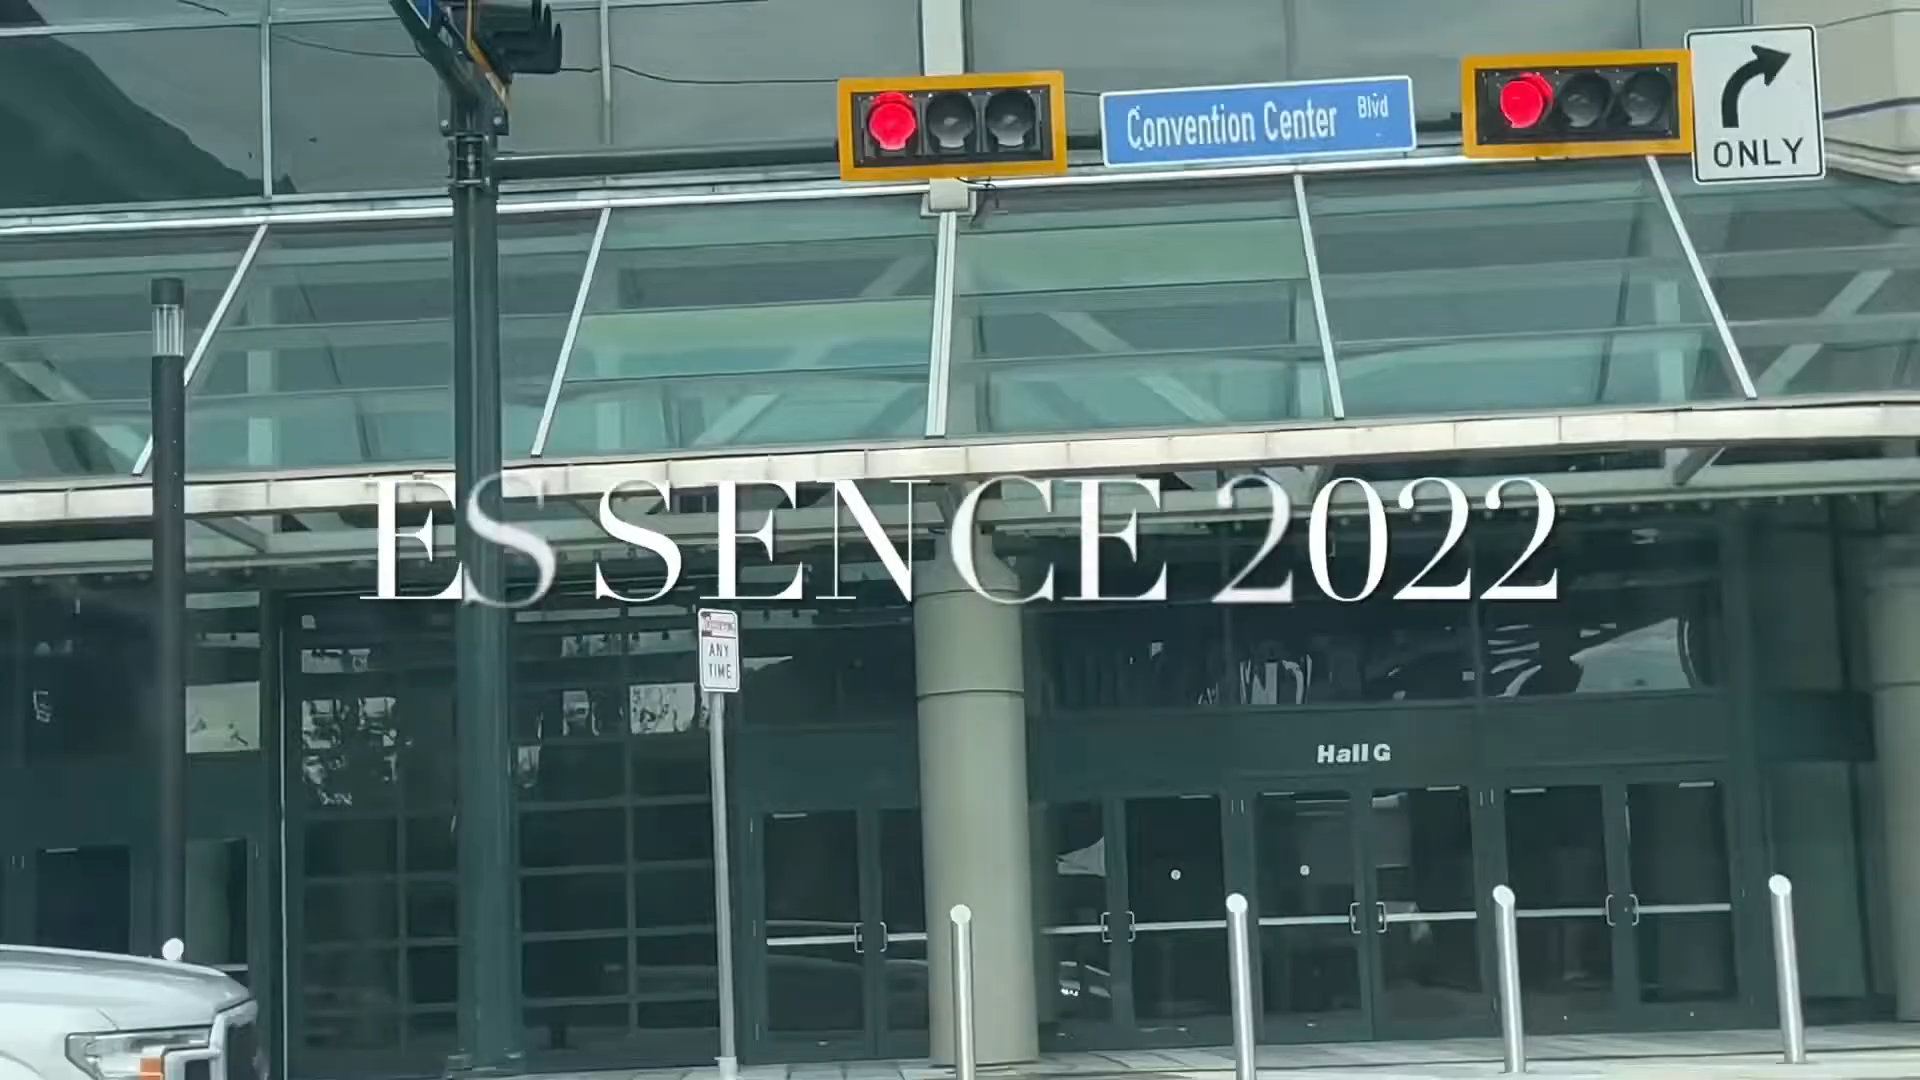 Convention Center Blvd
ONLY
ESSENCE 2022
ANY
TIME
Hall G